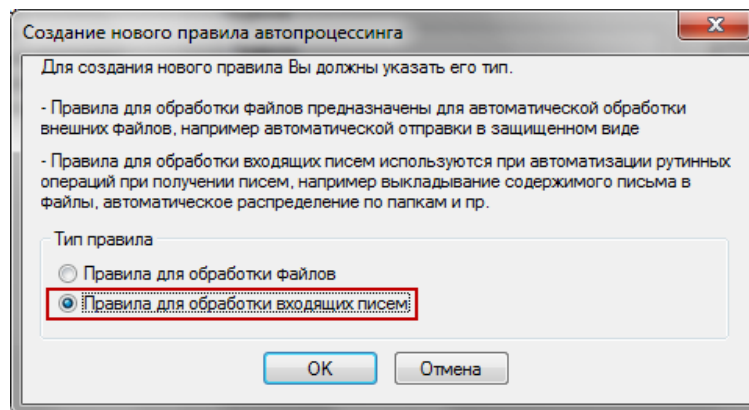 Создание нового правила автопроцессинга
Для создания нового правила Вы должны указать его тип.
- Правила для обработки файлов предназначены для автоматической обработки
внешних файлов, например автоматической отправки в защищенном виде
- Правила для обработки входящих писем используются при автоматизации рутинных
операций при получении писем, например выкладывание содержимого письма в
файлы, автоматическое распределение по папкам и пр.
Тип правила
Правила для обработки файлов
Правила для обработки входящих писем
OK
Отмена